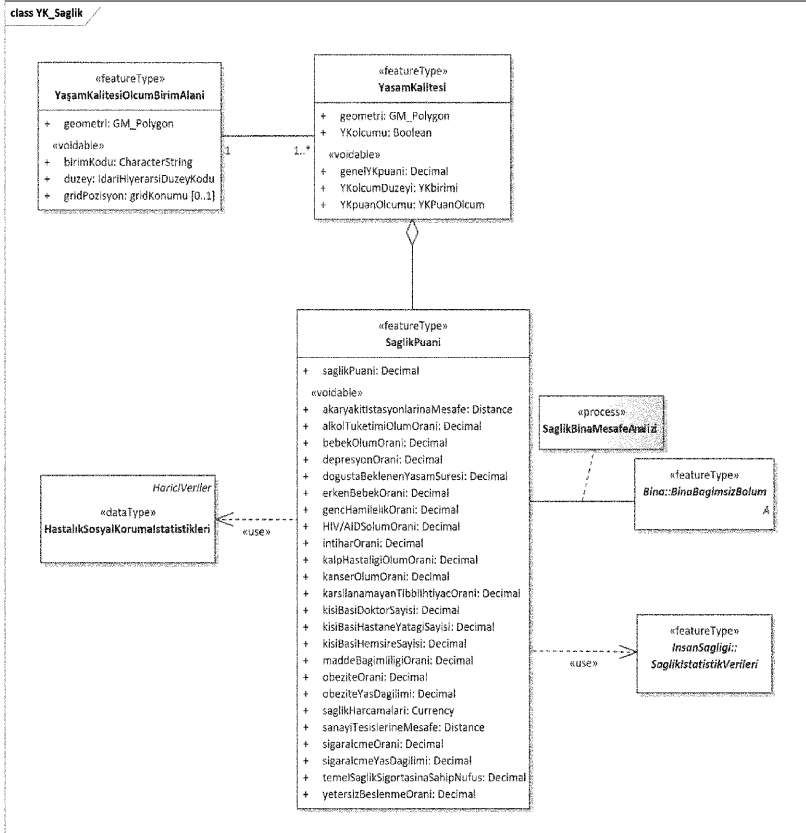 class YK_Saglik
«featureType»
YaşamKalitesiOlcumBirimAlani
+ geometri: GM_Polygon
«voidable»
+ birimKodu: CharacterString
+ duzey: IdariHiyerarsiDuzeyKodu
+ gridPozisyon: gridKonumu [0..1]
1
1..*
«featureType»
YasamKalitesi
+ geometri: GM_Polygon
+ YKolcumu: Boolean
«voidable»
+ genelYKpuani: Decimal
+ YKolcumDuzeyi: YKbirimi
+ YKpuanOlcumu: YKPuanOlcum
«featureType»
SaglikPuani
+ saglikPuani: Decimal
«voidable»
+ akaryakitIstasyonlarinaMesafe: Distance
+ alkolTuketimiOlumOrani: Decimal
+ bebekOlumOrani: Decimal
+ depresyonOrani: Decimal
+ dogustaBeklenenYasamSuresi: Decimal
+ erkenBebekOrani: Decimal
+ gencHamilelikOrani: Decimal
+ HIV/AIDSolumOrani: Decimal
+ intiharOrani: Decimal
+ kalpHastaligiOlumOrani: Decimal
+ kanserOlumOrani: Decimal
+ karsilanamayanTibbiIhtiyacOrani: Decimal
+ kisiBasiDoktorSayisi: Decimal
+ kisiBasiHastaneYatagiSayisi: Decimal
+ kisiBasiHemsireSayisi: Decimal
+ maddeBagimliligiOrani: Decimal
+ obeziteOrani: Decimal
+ obeziteYasDagilimi: Decimal
+ saglikHarcamalari: Currency
+ sanayiTesislerineMesafe: Distance
+ sigaraIcmeOrani: Decimal
+ sigaraIcmeYasDagilimi: Decimal
+ temelSaglikSigortasinaSahipNufus: Decimal
+ yetersizBeslenmeOrani: Decimal
«process»
SaglikBinaMesafeAnalizi
«featureType»
Bina::BinaBagimsizBolum
A
HariciVeriler
«dataType»
HastalıkSosyalKorumaIstatistikleri
«use»
«featureType»
InsanSagligi::
SaglikIstatistikVerileri
«use»